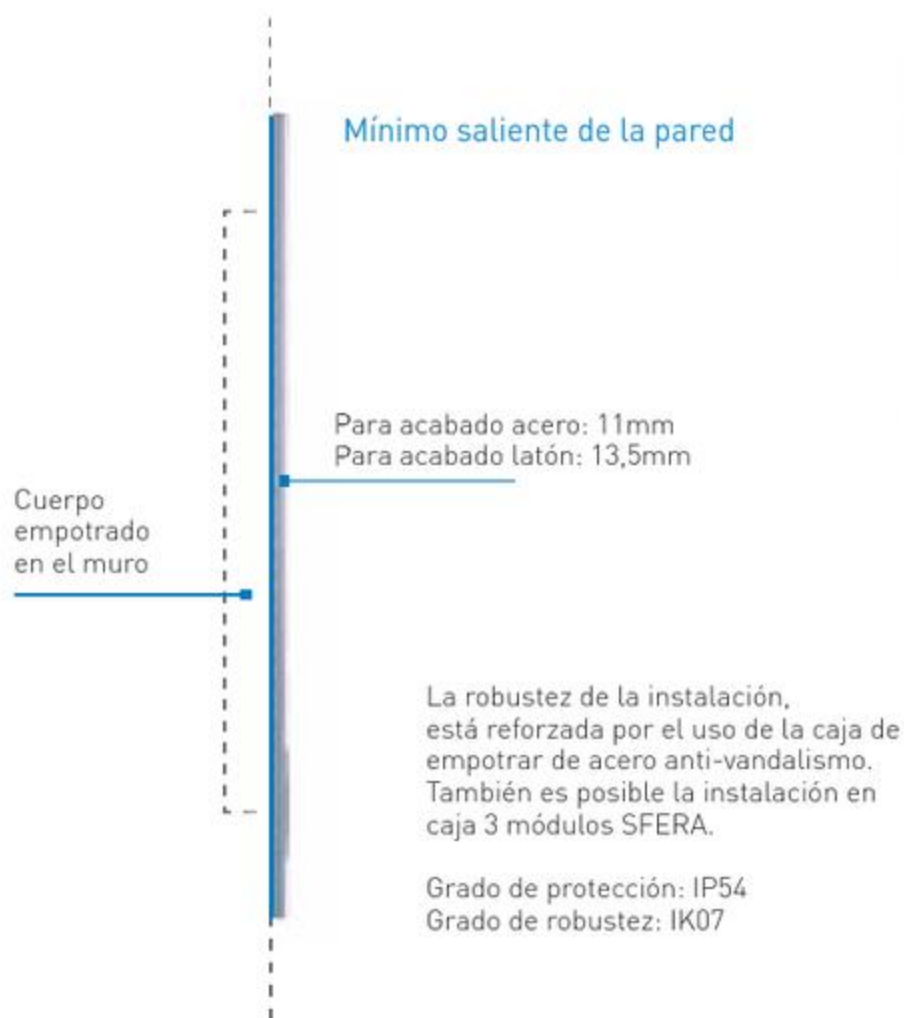 Mínimo saliente de la pared
Para acabado acero: 11mm
Para acabado latón: 13,5mm
Cuerpo
empotrado
en el muro
La robustez de la instalación,
está reforzada por el uso de la caja de
empotrar de acero anti-vandalismo.
También es posible la instalación en
caja 3 módulos SFERA.
Grado de protección: IP54
Grado de robustez: IK07